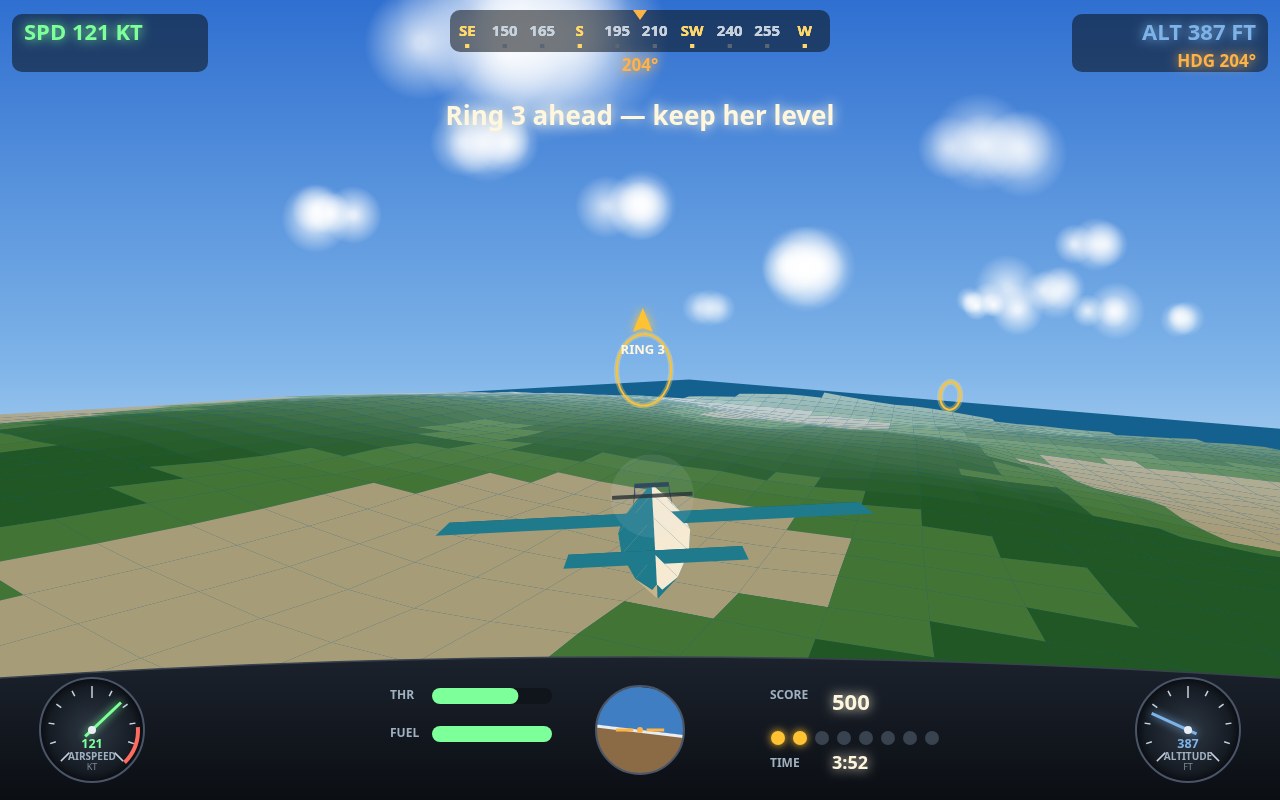 SPD 121 KT
SE 150 165 S 195 210 SW 240 255 W
204°
ALT 387 FT
HDG 204°
Ring 3 ahead — keep her level
RING 3
121
AIRSPEED
KT
THR
FUEL
SCORE 500
TIME 3:52
387
ALTITUDE
FT